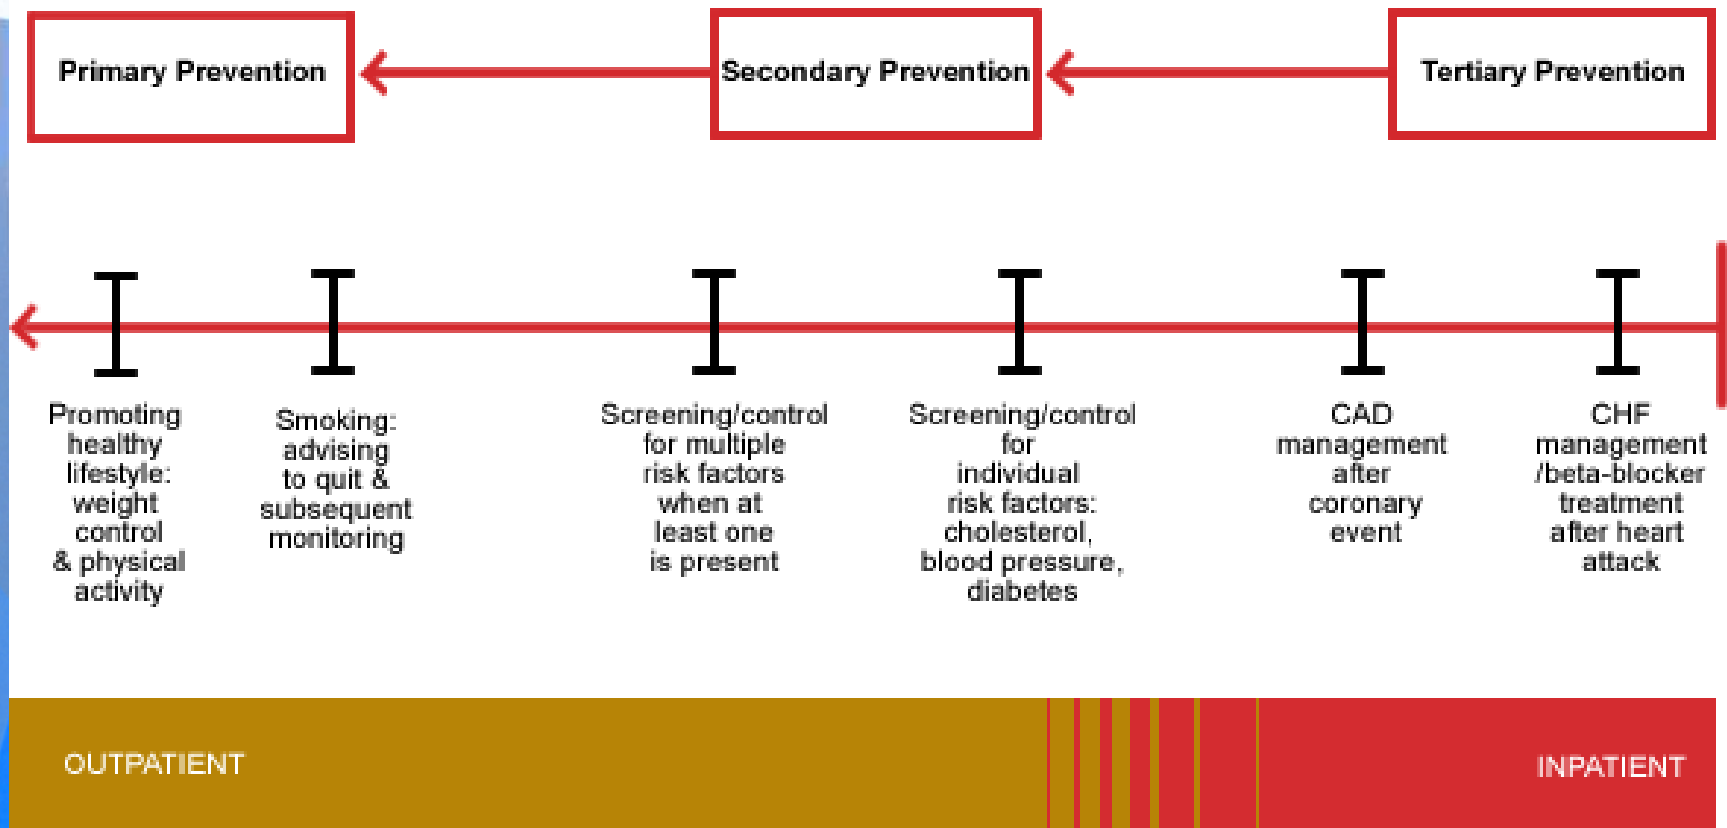 Primary Prevention
Secondary Prevention
Tertiary Prevention
Promoting
healthy
lifestyle:
weight
control
& physical
activity
Smoking:
advising
to quit &
subsequent
monitoring
Screening/control
for multiple
risk factors
when at
least one
is present
Screening/control
for
individual
risk factors:
cholesterol,
blood pressure,
diabetes
CAD
management
after
coronary
event
CHF
management
/beta-blocker
treatment
after heart
attack
OUTPATIENT
INPATIENT